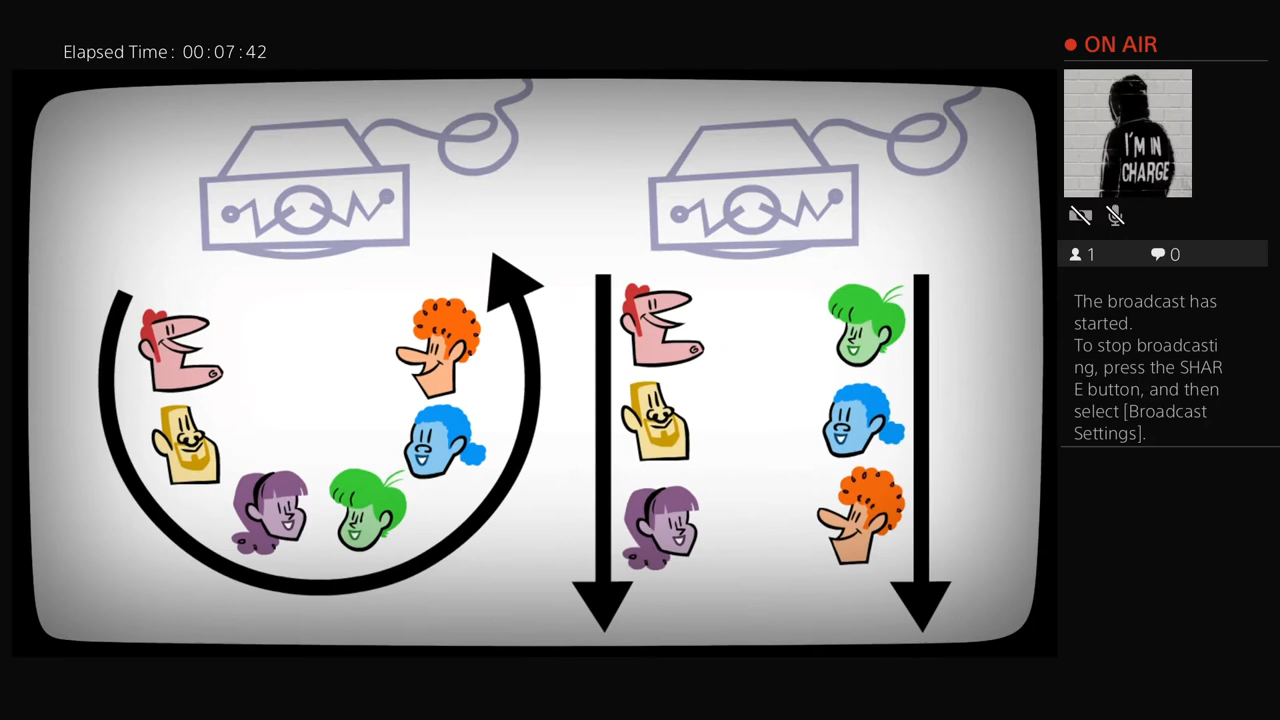 Elapsed Time: 00:07:42
ON AIR
I'M IN
CHARGE
1
0
The broadcast has
started.
To stop broadcasti
ng, press the SHAR
E button, and then
select [Broadcast
Settings].